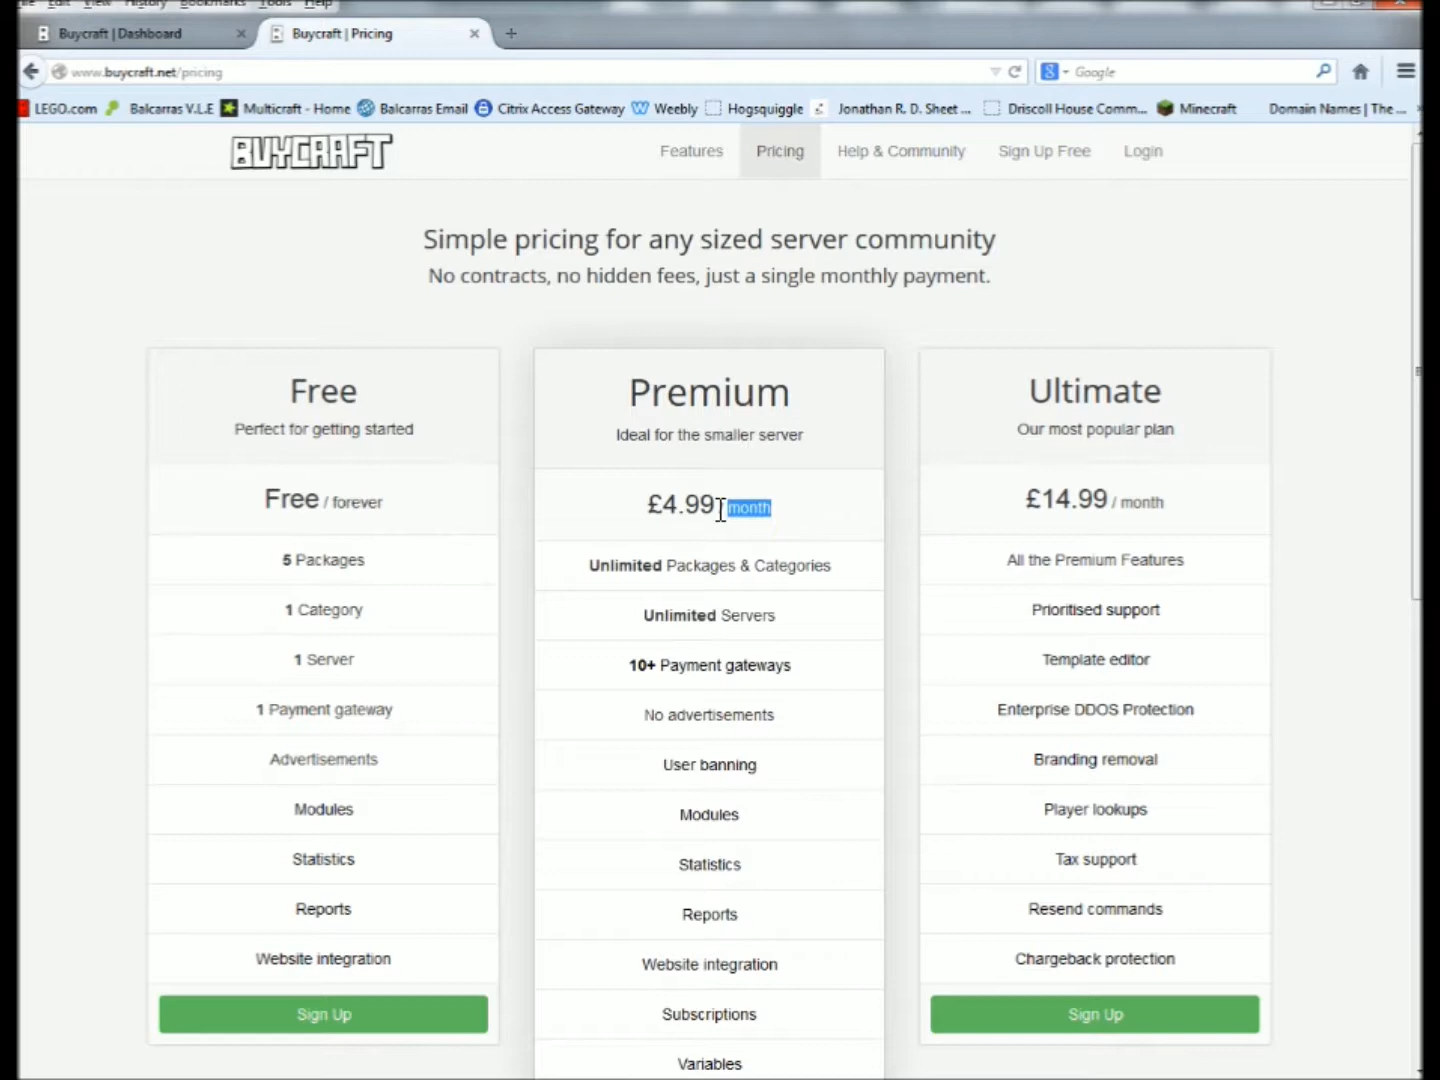 File Edit View History Bookmarks Tools Help
Buycraft | Dashboard
Buycraft | Pricing
www.buycraft.net/pricing
Google
LEGO.com
Balcarras V.L.E
Multicraft - Home
Balcarras Email
Citrix Access Gateway
Weebly
Hogsquiggle
Jonathan R. D. Sheet ...
Driscoll House Comm...
Minecraft
Domain Names | The ...
BUYCRAFT
Features
Pricing
Help & Community
Sign Up Free
Login
Simple pricing for any sized server community
No contracts, no hidden fees, just a single monthly payment.
Free
Perfect for getting started
Free / forever
5 Packages
1 Category
1 Server
1 Payment gateway
Advertisements
Modules
Statistics
Reports
Website integration
Sign Up
Premium
Ideal for the smaller server
£4.99 / month
Unlimited Packages & Categories
Unlimited Servers
10+ Payment gateways
No advertisements
User banning
Modules
Statistics
Reports
Website integration
Subscriptions
Variables
Ultimate
Our most popular plan
£14.99 / month
All the Premium Features
Prioritised support
Template editor
Enterprise DDOS Protection
Branding removal
Player lookups
Tax support
Resend commands
Chargeback protection
Sign Up